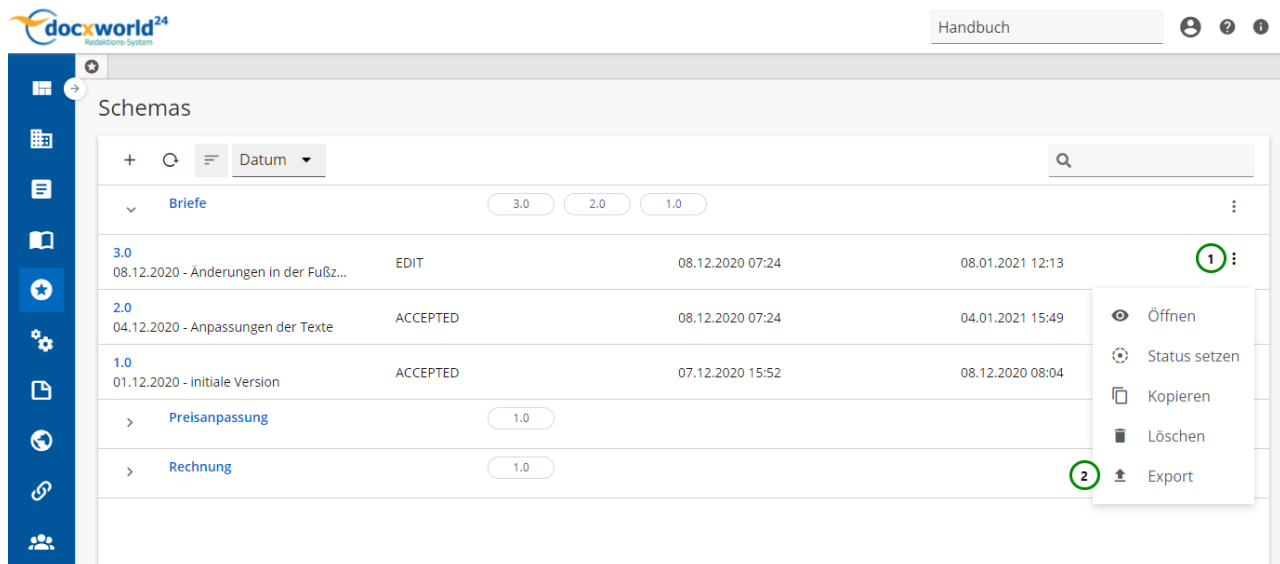 docxworld24
Redaktions-System
Handbuch
Schemas
Datum
Briefe 3.0 2.0 1.0
3.0
08.12.2020 - Änderungen in der Fußz... EDIT 08.12.2020 07:24 08.01.2021 12:13 1
2.0
04.12.2020 - Anpassungen der Texte ACCEPTED 08.12.2020 07:24 04.01.2021 15:49
1.0
01.12.2020 - initiale Version ACCEPTED 07.12.2020 15:52 08.12.2020 08:04
Preisanpassung 1.0
Rechnung 1.0
Öffnen
Status setzen
Kopieren
Löschen
2 Export